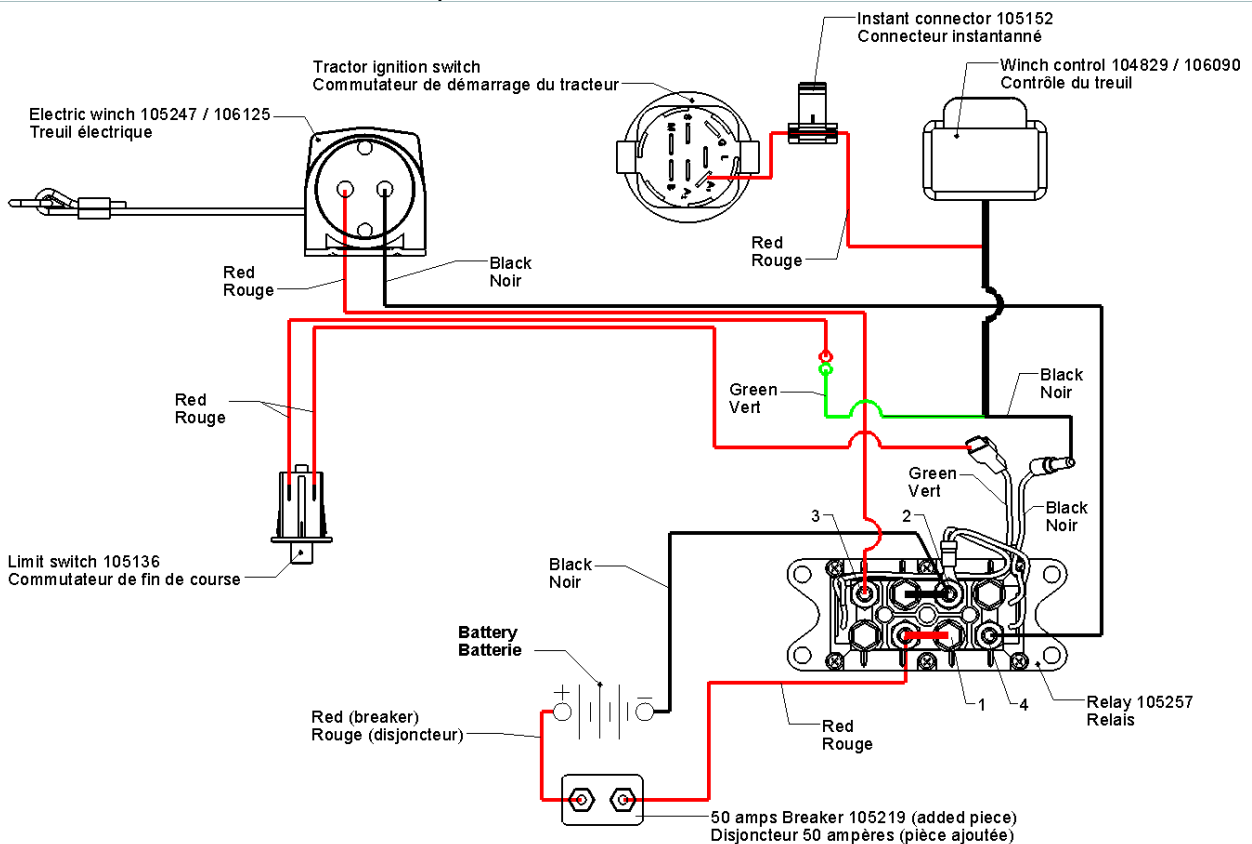 Instant connector 105152
Connecteur instantanné
Tractor ignition switch
Commutateur de démarrage du tracteur
Winch control 104829 / 106090
Contrôle du treuil
Electric winch 105247 / 106125
Treuil électrique
S
M
G
L
B
A₂
A₁
Red
Rouge
Red
Rouge
Black
Noir
Green
Vert
Black
Noir
Red
Rouge
Green
Vert
Black
Noir
3
2
Limit switch 105136
Commutateur de fin de course
Black
Noir
Battery
Batterie
+
−
1
4
Relay 105257
Relais
Red (breaker)
Rouge (disjoncteur)
Red
Rouge
50 amps Breaker 105219 (added piece)
Disjoncteur 50 ampères (pièce ajoutée)